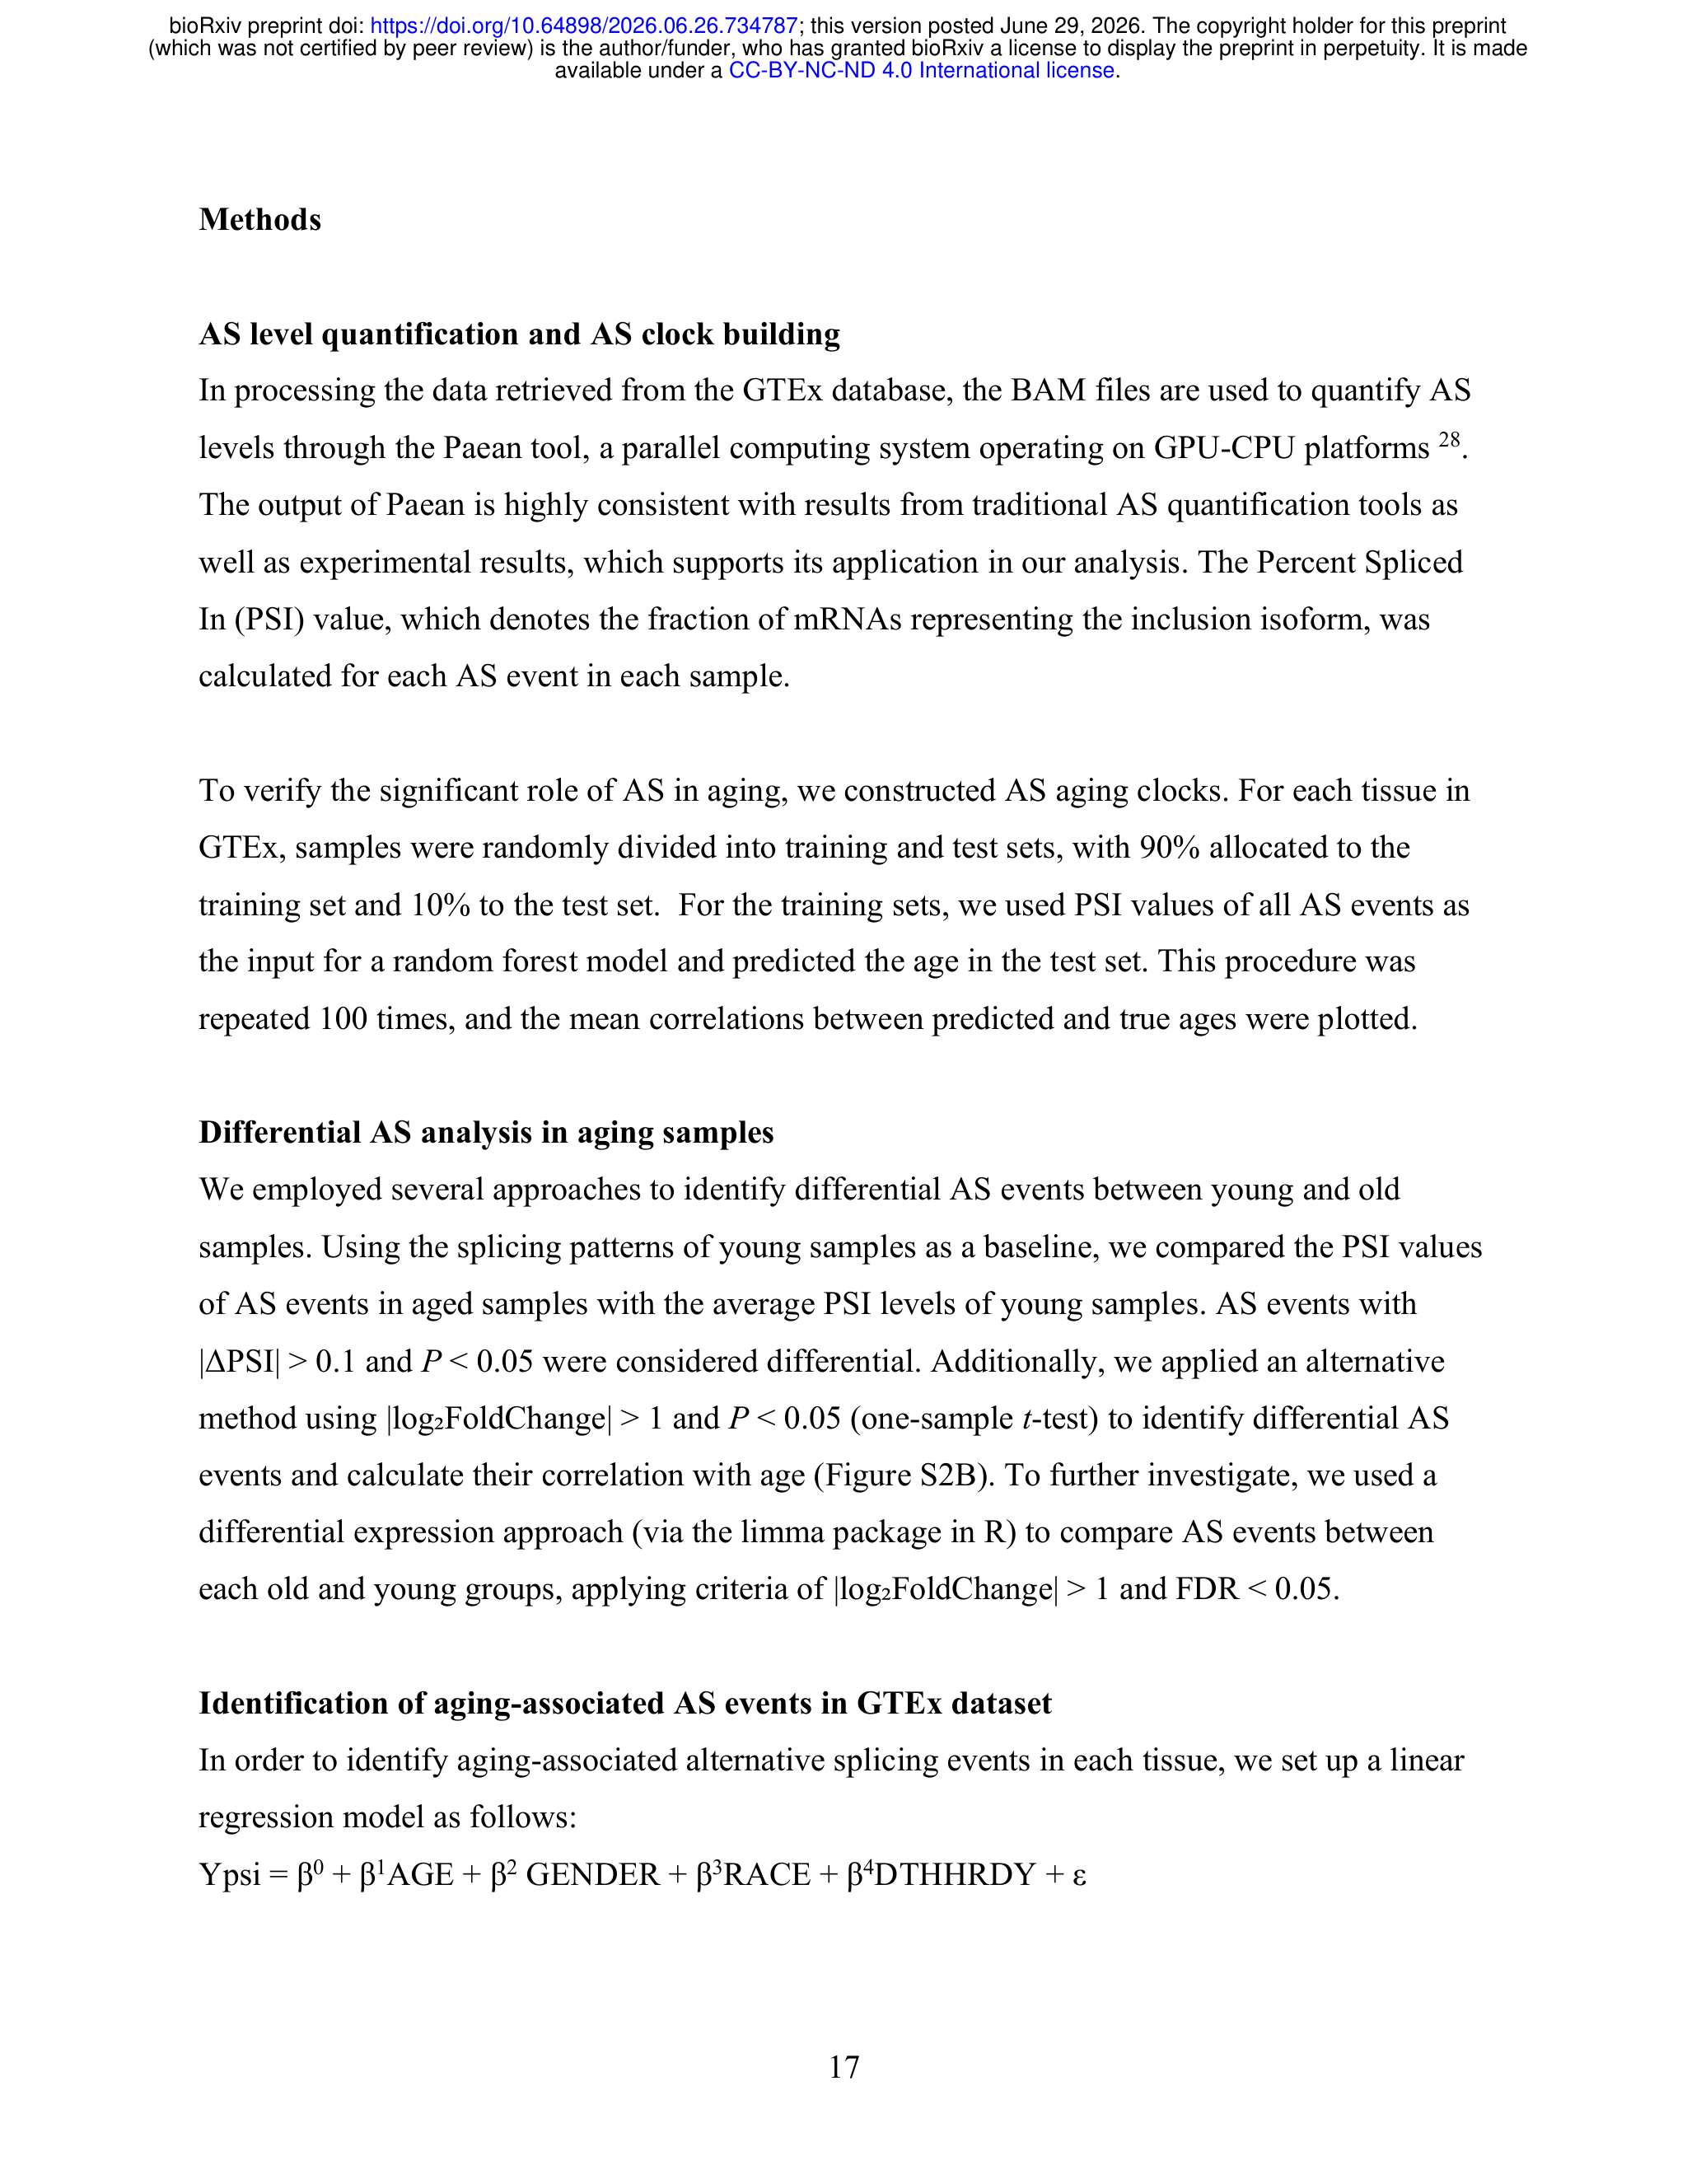 bioRxiv preprint doi: https://doi.org/10.64898/2026.06.26.734787; this version posted June 29, 2026. The copyright holder for this preprint
(which was not certified by peer review) is the author/funder, who has granted bioRxiv a license to display the preprint in perpetuity. It is made
available under a CC-BY-NC-ND 4.0 International license.
Methods
AS level quantification and AS clock building
In processing the data retrieved from the GTEx database, the BAM files are used to quantify AS
levels through the Paean tool, a parallel computing system operating on GPU-CPU platforms ²⁸.
The output of Paean is highly consistent with results from traditional AS quantification tools as
well as experimental results, which supports its application in our analysis. The Percent Spliced
In (PSI) value, which denotes the fraction of mRNAs representing the inclusion isoform, was
calculated for each AS event in each sample.
To verify the significant role of AS in aging, we constructed AS aging clocks. For each tissue in
GTEx, samples were randomly divided into training and test sets, with 90% allocated to the
training set and 10% to the test set.  For the training sets, we used PSI values of all AS events as
the input for a random forest model and predicted the age in the test set. This procedure was
repeated 100 times, and the mean correlations between predicted and true ages were plotted.
Differential AS analysis in aging samples
We employed several approaches to identify differential AS events between young and old
samples. Using the splicing patterns of young samples as a baseline, we compared the PSI values
of AS events in aged samples with the average PSI levels of young samples. AS events with
|ΔPSI| > 0.1 and P < 0.05 were considered differential. Additionally, we applied an alternative
method using |log₂FoldChange| > 1 and P < 0.05 (one-sample t-test) to identify differential AS
events and calculate their correlation with age (Figure S2B). To further investigate, we used a
differential expression approach (via the limma package in R) to compare AS events between
each old and young groups, applying criteria of |log₂FoldChange| > 1 and FDR < 0.05.
Identification of aging-associated AS events in GTEx dataset
In order to identify aging-associated alternative splicing events in each tissue, we set up a linear
regression model as follows:
Ypsi = β⁰ + β¹AGE + β² GENDER + β³RACE + β⁴DTHHRDY + ε
17